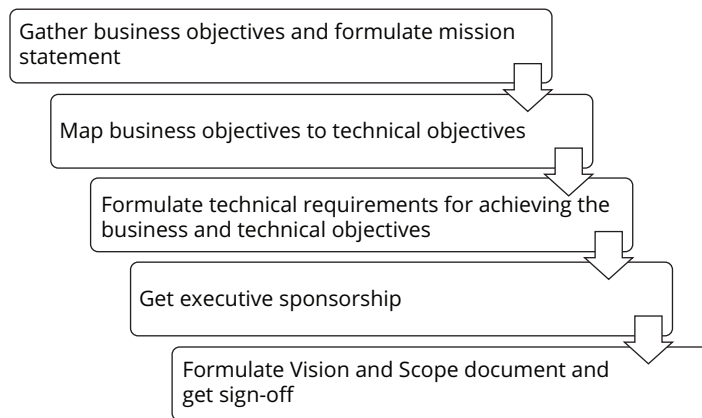 Gather business objectives and formulate mission
statement
Map business objectives to technical objectives
Formulate technical requirements for achieving the
business and technical objectives
Get executive sponsorship
Formulate Vision and Scope document and
get sign-off